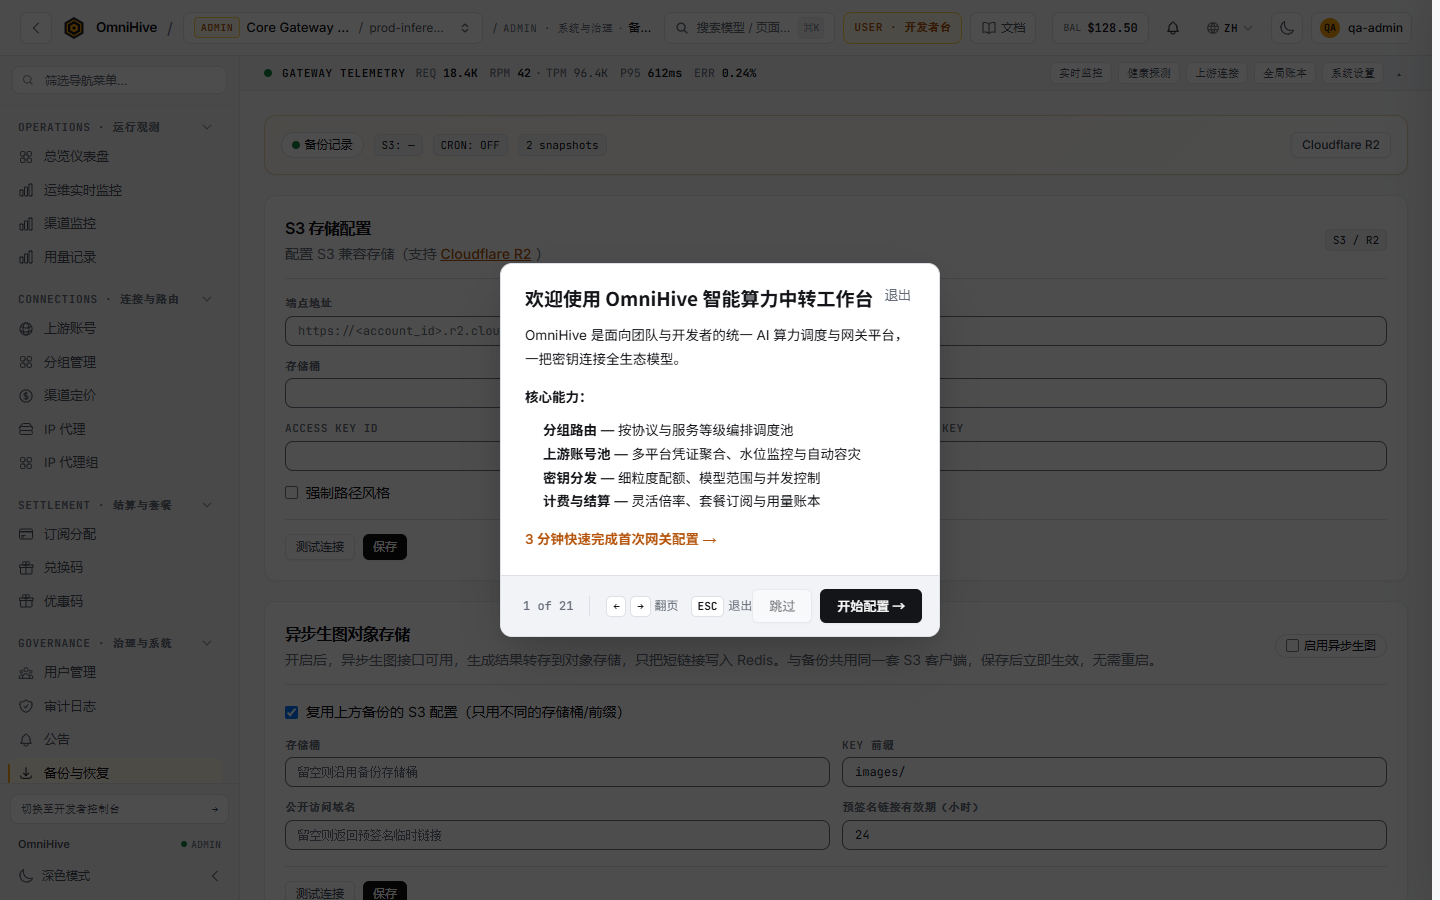 OmniHive / ADMIN Core Gateway ... / prod-infere... / ADMIN · 系统与治理 · 备... 搜索模型 / 页面... ⌘K USER · 开发者台 文档 BAL $128.50 ZH QA qa-admin
筛选导航菜单...
GATEWAY TELEMETRY REQ 18.4K RPM 42 · TPM 96.4K P95 612ms ERR 0.24% 实时监控 健康探测 上游连接 全局账本 系统设置
OPERATIONS · 运行观测
总览仪表盘
运维实时监控
渠道监控
用量记录
CONNECTIONS · 连接与路由
上游账号
分组管理
渠道定价
IP 代理
IP 代理组
SETTLEMENT · 结算与套餐
订阅分配
兑换码
优惠码
GOVERNANCE · 治理与系统
用户管理
审计日志
公告
备份与恢复
切换至开发者控制台 →
OmniHive ADMIN
深色模式
备份记录 S3: — CRON: OFF 2 snapshots Cloudflare R2
S3 存储配置
配置 S3 兼容存储（支持 Cloudflare R2 ）
S3 / R2
端点地址
https://<account_id>.r2.clou
存储桶
ACCESS KEY ID
KEY
强制路径风格
测试连接 保存
欢迎使用 OmniHive 智能算力中转工作台 退出
OmniHive 是面向团队与开发者的统一 AI 算力调度与网关平台，
一把密钥连接全生态模型。
核心能力：
分组路由 — 按协议与服务等级编排调度池
上游账号池 — 多平台凭证聚合、水位监控与自动容灾
密钥分发 — 细粒度配额、模型范围与并发控制
计费与结算 — 灵活倍率、套餐订阅与用量账本
3 分钟快速完成首次网关配置 →
1 of 21 ← → 翻页 ESC 退出 跳过 开始配置 →
异步生图对象存储
开启后，异步生图接口可用，生成结果转存到对象存储，只把短链接写入 Redis。与备份共用同一套 S3 客户端，保存后立即生效，无需重启。
启用异步生图
复用上方备份的 S3 配置（只用不同的存储桶/前缀）
存储桶 KEY 前缀
留空则沿用备份存储桶 images/
公开访问域名 预签名链接有效期（小时）
留空则返回预签名临时链接 24
测试连接 保存